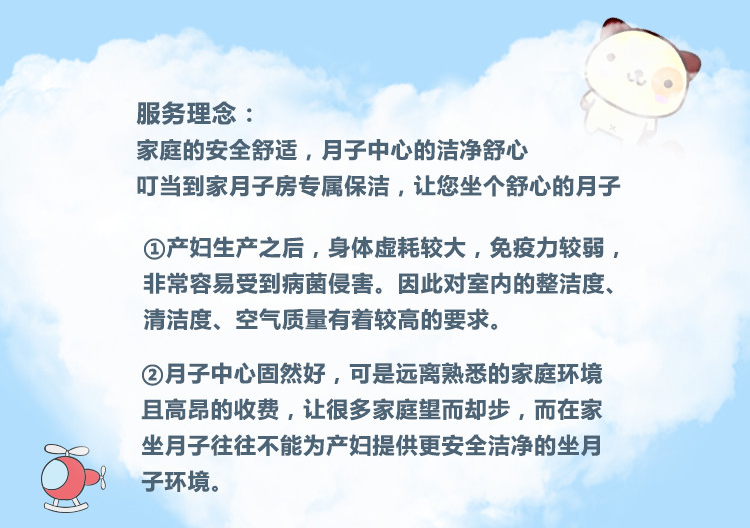 服务理念：
家庭的安全舒适，月子中心的洁净舒心
叮当到家月子房专属保洁，让您坐个舒心的月子
①产妇生产之后，身体虚耗较大，免疫力较弱，
非常容易受到病菌侵害。因此对室内的整洁度、
清洁度、空气质量有着较高的要求。
②月子中心固然好，可是远离熟悉的家庭环境
且高昂的收费，让很多家庭望而却步，而在家
坐月子往往不能为产妇提供更安全洁净的坐月
子环境。